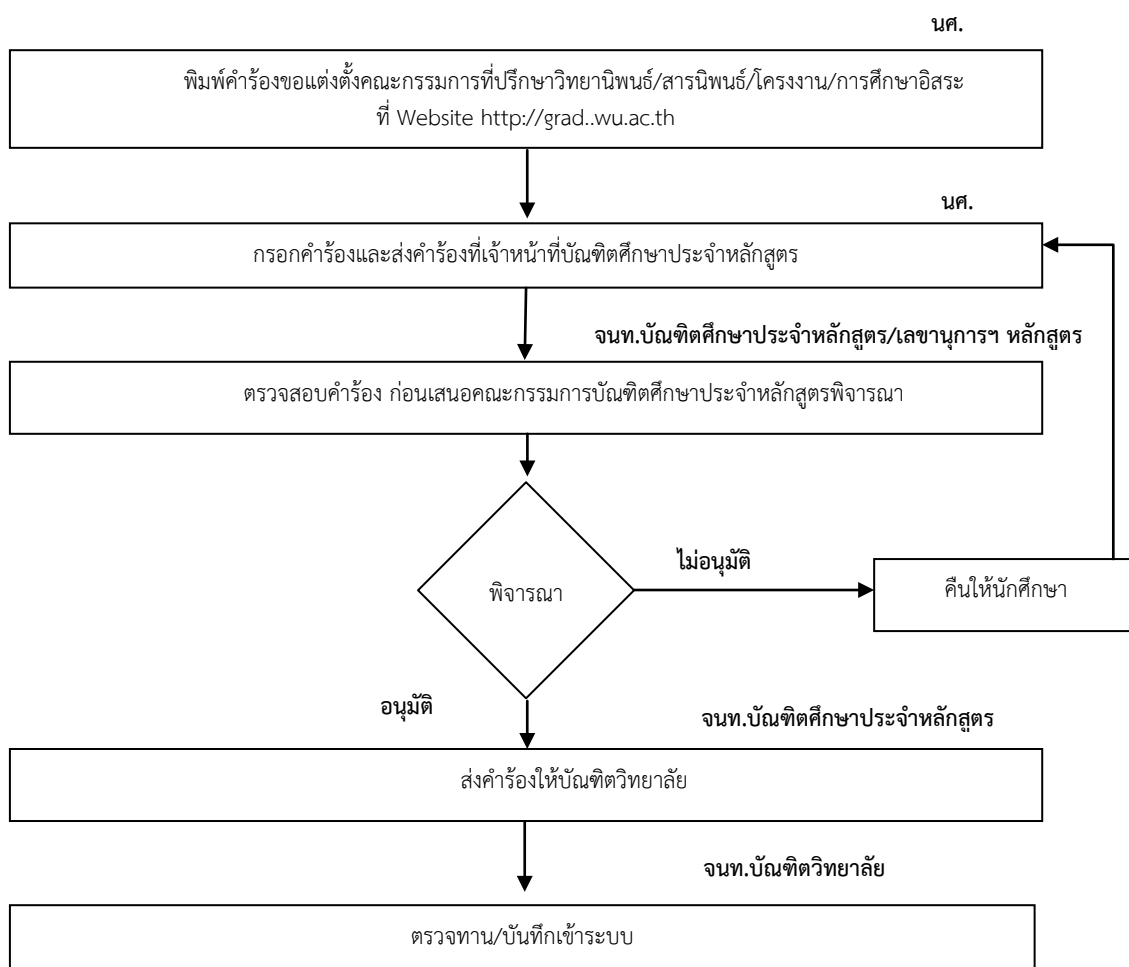 นศ.
พิมพ์คำร้องขอแต่งตั้งคณะกรรมการที่ปรึกษาวิทยานิพนธ์/สารนิพนธ์/โครงงาน/การศึกษาอิสระ
ที่ Website http://grad..wu.ac.th
นศ.
กรอกคำร้องและส่งคำร้องที่เจ้าหน้าที่บัณฑิตศึกษาประจำหลักสูตร
จนท.บัณฑิตศึกษาประจำหลักสูตร/เลขานุการฯ หลักสูตร
ตรวจสอบคำร้อง ก่อนเสนอคณะกรรมการบัณฑิตศึกษาประจำหลักสูตรพิจารณา
ไม่อนุมัติ
พิจารณา
คืนให้นักศึกษา
อนุมัติ
จนท.บัณฑิตศึกษาประจำหลักสูตร
ส่งคำร้องให้บัณฑิตวิทยาลัย
จนท.บัณฑิตวิทยาลัย
ตรวจทาน/บันทึกเข้าระบบ